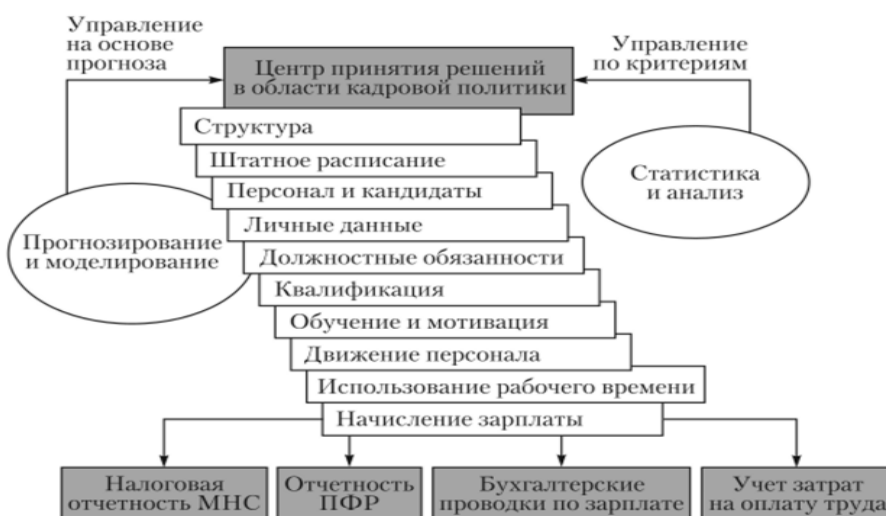 Управление
на основе
прогноза
Центр принятия решений
в области кадровой политики
Управление
по критериям
Структура
Штатное расписание
Персонал и кандидаты
Личные данные
Должностные обязанности
Квалификация
Обучение и мотивация
Движение персонала
Использование рабочего времени
Начисление зарплаты
Прогнозирование
и моделирование
Статистика
и анализ
Налоговая
отчетность МНС
Отчетность
ПФР
Бухгалтерские
проводки по зарплате
Учет затрат
на оплату труда